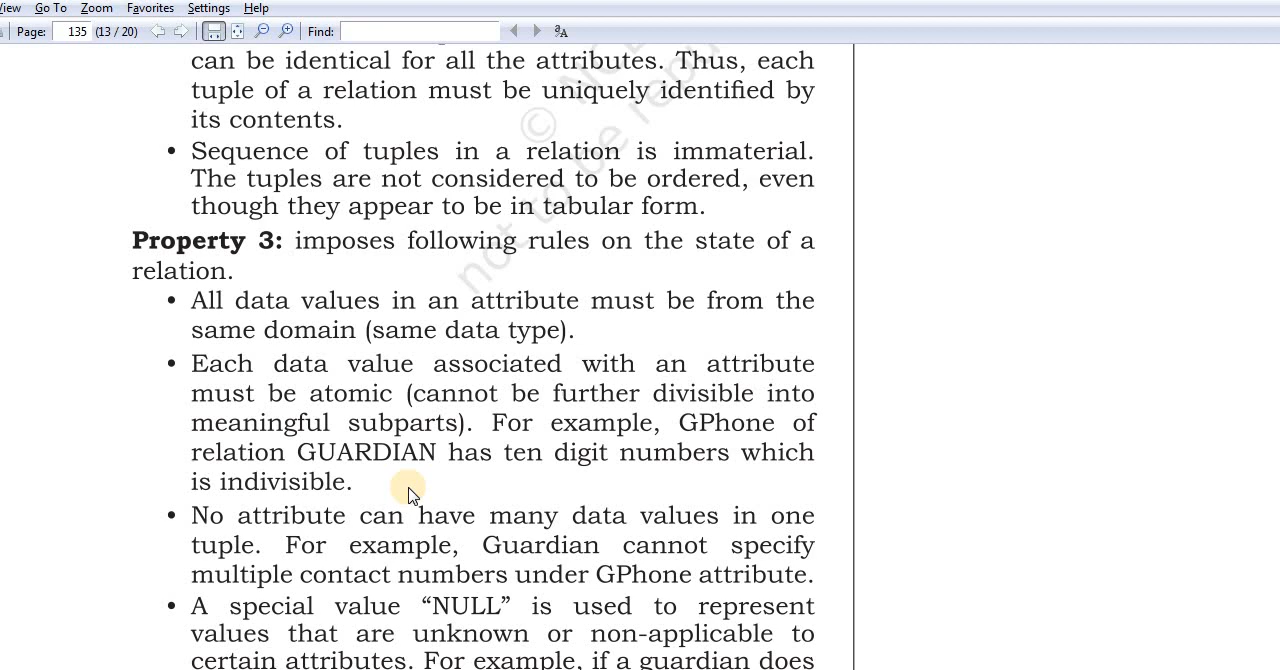 View Go To Zoom Favorites Settings Help
Page: 135 (13 / 20) Find:
can be identical for all the attributes. Thus, each
tuple of a relation must be uniquely identified by
its contents.
• Sequence of tuples in a relation is immaterial.
The tuples are not considered to be ordered, even
though they appear to be in tabular form.
Property 3: imposes following rules on the state of a
relation.
• All data values in an attribute must be from the
same domain (same data type).
• Each data value associated with an attribute
must be atomic (cannot be further divisible into
meaningful subparts). For example, GPhone of
relation GUARDIAN has ten digit numbers which
is indivisible.
• No attribute can have many data values in one
tuple. For example, Guardian cannot specify
multiple contact numbers under GPhone attribute.
• A special value “NULL” is used to represent
values that are unknown or non-applicable to
certain attributes. For example, if a guardian does
©
not to be